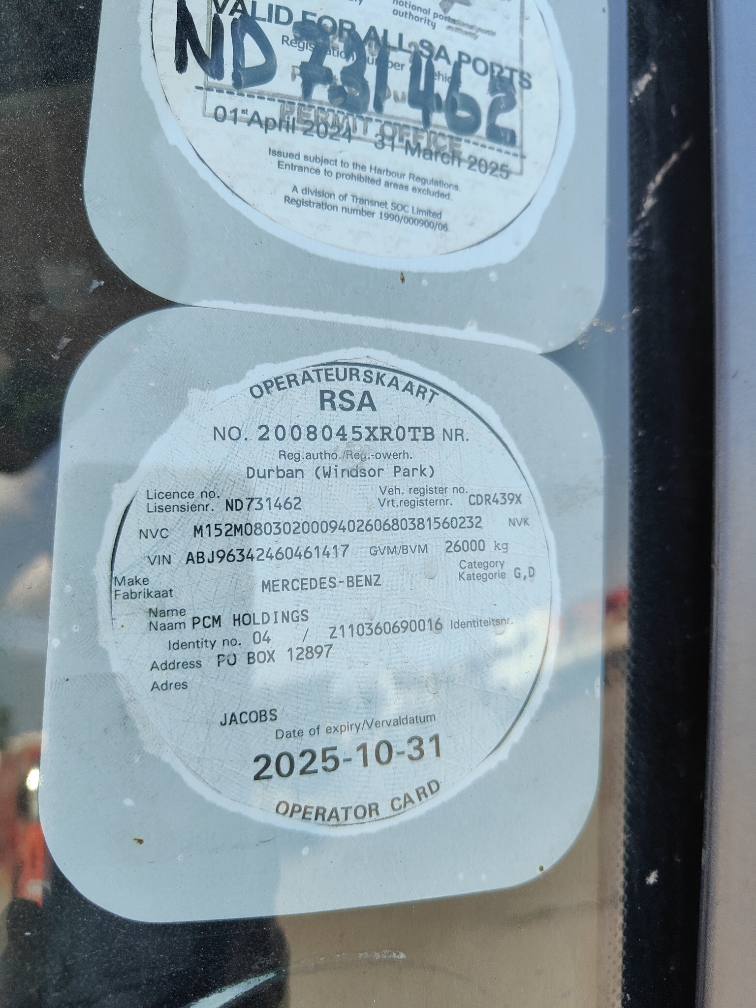 national ports
authority
VALID FOR ALL SA PORTS
ND 731462
PERMIT OFFICE
01st April 2024 - 31 March 2025
Issued subject to the Harbour Regulations.
Entrance to prohibited areas excluded.
A division of Transnet SOC Limited
Registration number 1990/000900/06
OPERATEURSKAART
RSA
NO. 2008045XR0TB NR.
Reg.autho./Reg.-owerh.
Durban (Windsor Park)
Licence no. Veh. register no.
Lisensienr. ND731462 Vrt.registernr. CDR439X
NVC M152M080302000940260680381560232 NVK
VIN ABJ96342460461417 GVM/BVM 26000 kg
Make Category
Fabrikaat MERCEDES-BENZ Kategorie G,D
Name
Naam PCM HOLDINGS
Identity no. 04 / Z110360690016 Identiteitsnr.
Address PO BOX 12897
Adres
JACOBS
Date of expiry/Vervaldatum
2025-10-31
OPERATOR CARD